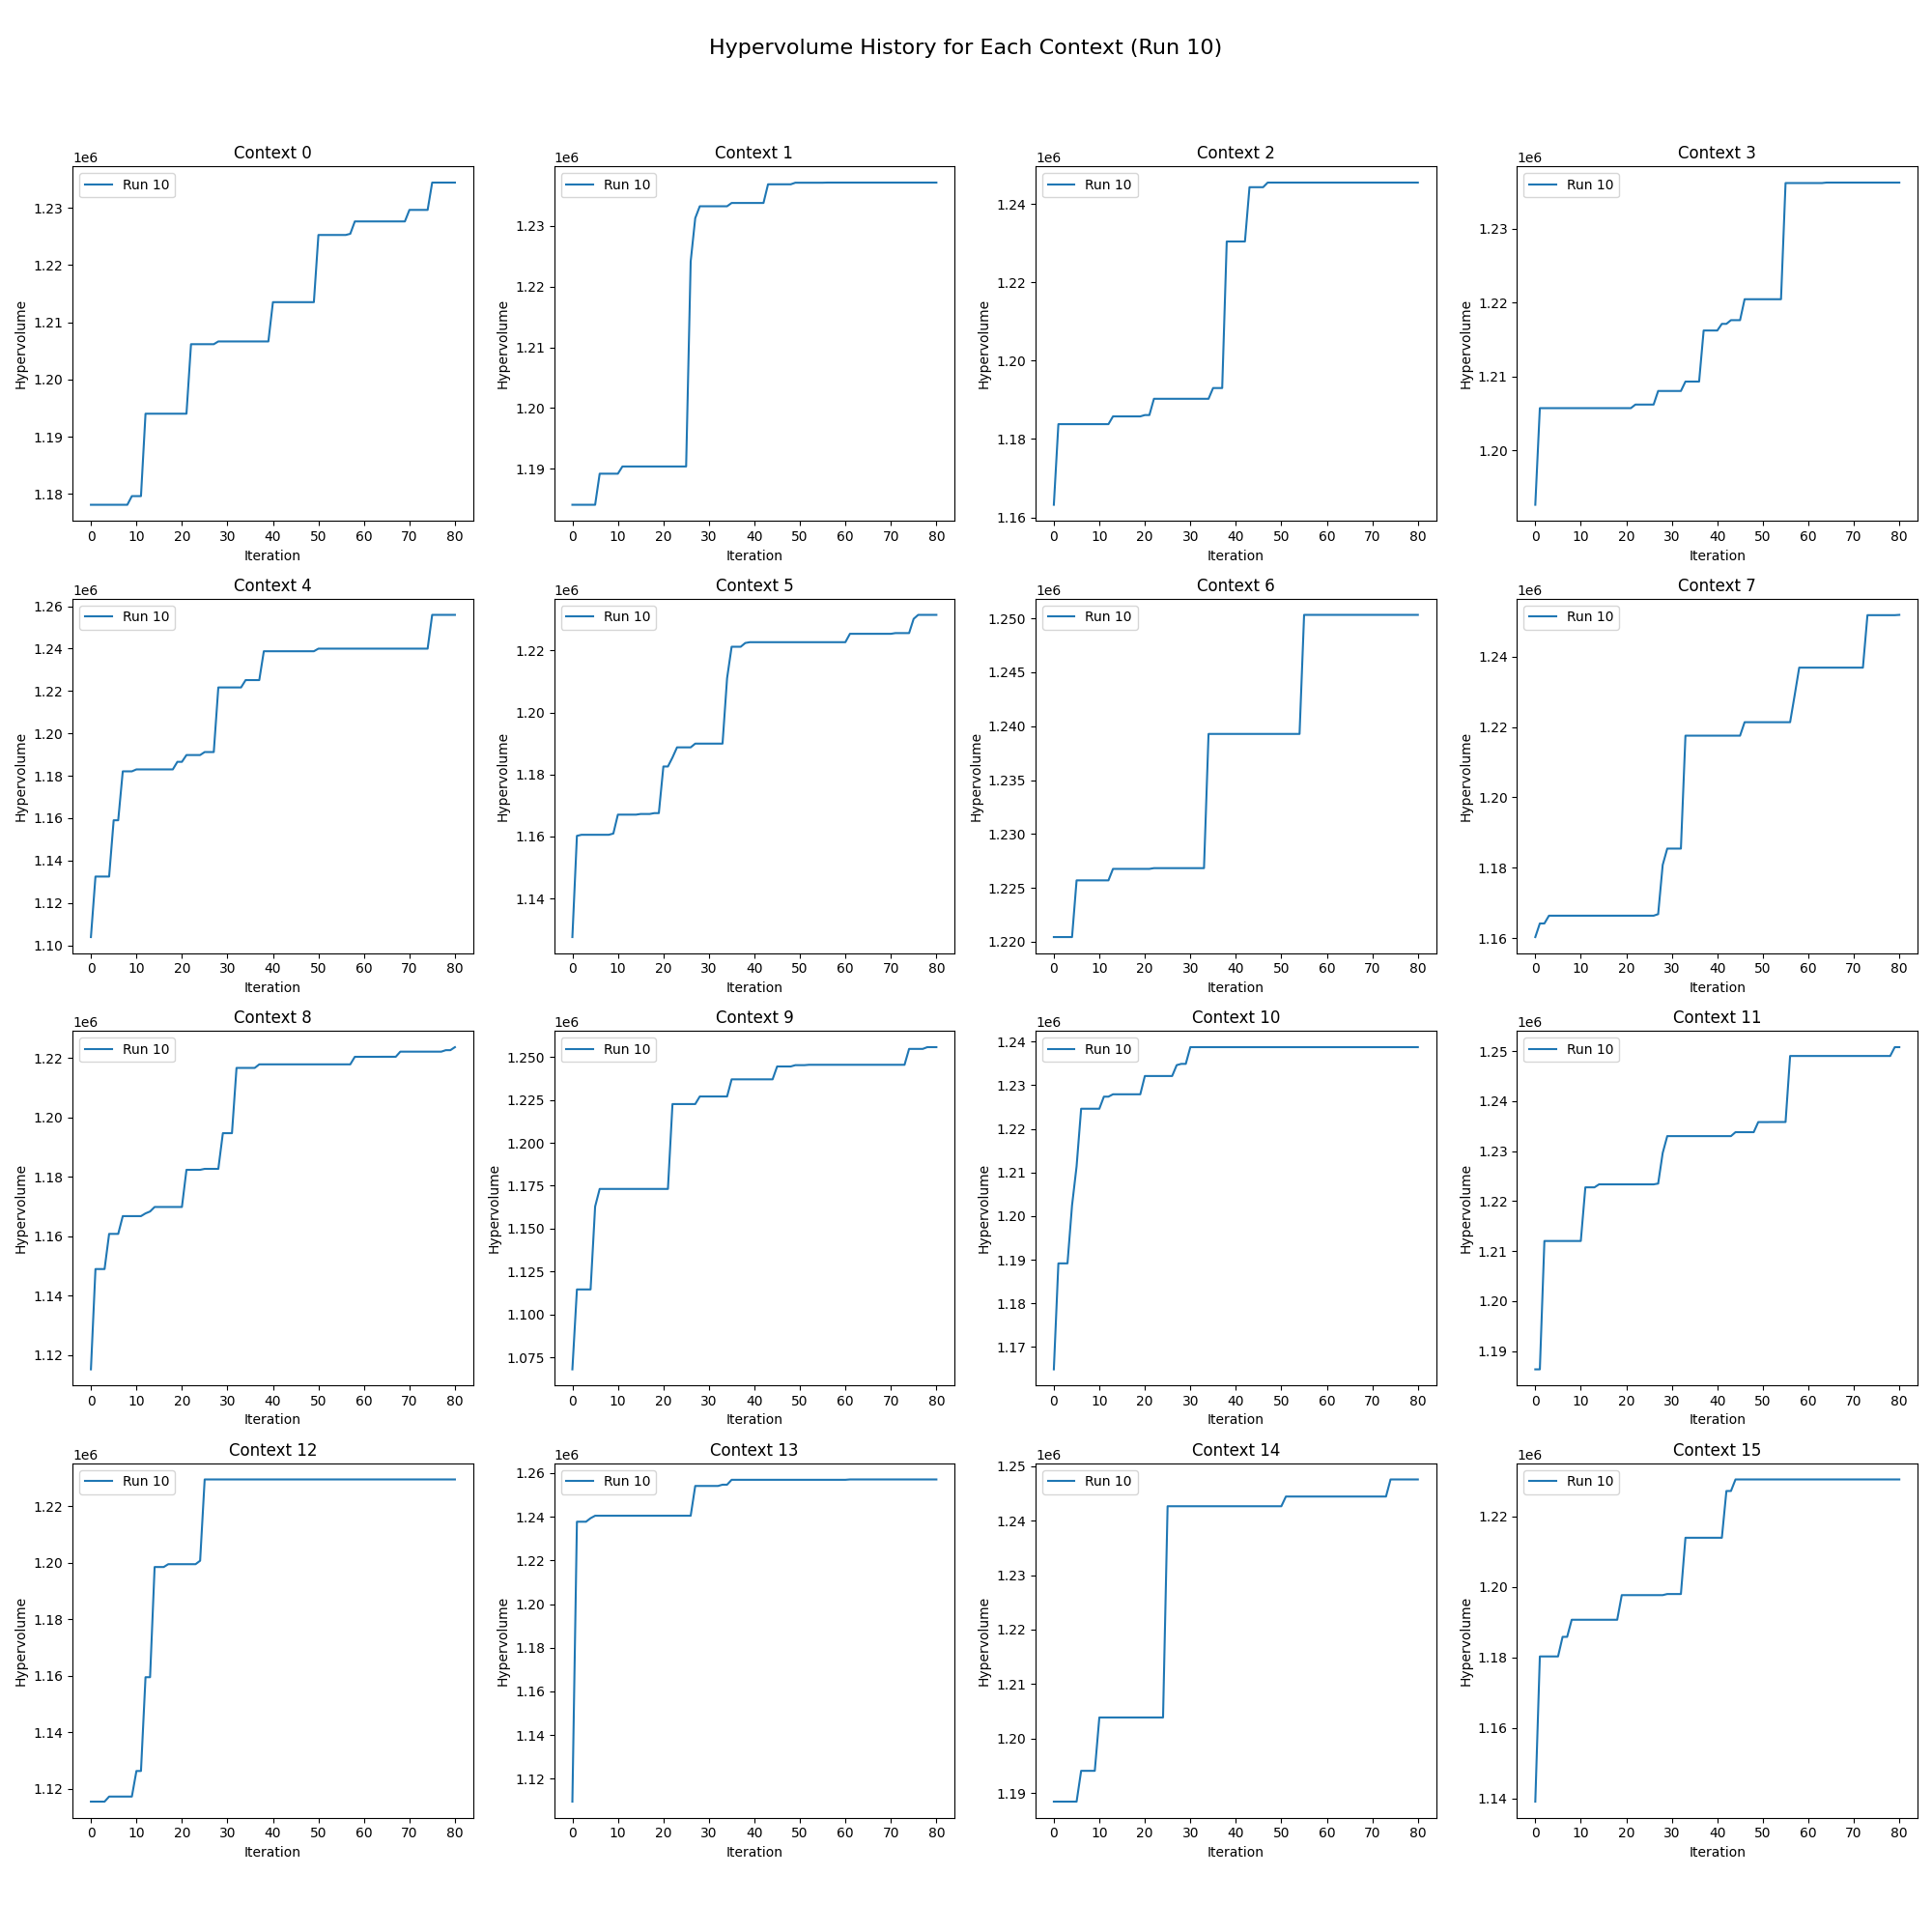 Hypervolume History for Each Context (Run 10)
Context 0
1e6
Run 10
1.23
1.22
1.21
1.20
1.19
1.18
Hypervolume
0 10 20 30 40 50 60 70 80
Iteration
Context 1
1e6
Run 10
1.23
1.22
1.21
1.20
1.19
Hypervolume
0 10 20 30 40 50 60 70 80
Iteration
Context 2
1e6
Run 10
1.24
1.22
1.20
1.18
1.16
Hypervolume
0 10 20 30 40 50 60 70 80
Iteration
Context 3
1e6
Run 10
1.23
1.22
1.21
1.20
Hypervolume
0 10 20 30 40 50 60 70 80
Iteration
Context 4
1e6
Run 10
1.26
1.24
1.22
1.20
1.18
1.16
1.14
1.12
1.10
Hypervolume
0 10 20 30 40 50 60 70 80
Iteration
Context 5
1e6
Run 10
1.22
1.20
1.18
1.16
1.14
Hypervolume
0 10 20 30 40 50 60 70 80
Iteration
Context 6
1e6
Run 10
1.250
1.245
1.240
1.235
1.230
1.225
1.220
Hypervolume
0 10 20 30 40 50 60 70 80
Iteration
Context 7
1e6
Run 10
1.24
1.22
1.20
1.18
1.16
Hypervolume
0 10 20 30 40 50 60 70 80
Iteration
Context 8
1e6
Run 10
1.22
1.20
1.18
1.16
1.14
1.12
Hypervolume
0 10 20 30 40 50 60 70 80
Iteration
Context 9
1e6
Run 10
1.250
1.225
1.200
1.175
1.150
1.125
1.100
1.075
Hypervolume
0 10 20 30 40 50 60 70 80
Iteration
Context 10
1e6
Run 10
1.24
1.23
1.22
1.21
1.20
1.19
1.18
1.17
Hypervolume
0 10 20 30 40 50 60 70 80
Iteration
Context 11
1e6
Run 10
1.25
1.24
1.23
1.22
1.21
1.20
1.19
Hypervolume
0 10 20 30 40 50 60 70 80
Iteration
Context 12
1e6
Run 10
1.22
1.20
1.18
1.16
1.14
1.12
Hypervolume
0 10 20 30 40 50 60 70 80
Iteration
Context 13
1e6
Run 10
1.26
1.24
1.22
1.20
1.18
1.16
1.14
1.12
Hypervolume
0 10 20 30 40 50 60 70 80
Iteration
Context 14
1e6
Run 10
1.25
1.24
1.23
1.22
1.21
1.20
1.19
Hypervolume
0 10 20 30 40 50 60 70 80
Iteration
Context 15
1e6
Run 10
1.22
1.20
1.18
1.16
1.14
Hypervolume
0 10 20 30 40 50 60 70 80
Iteration